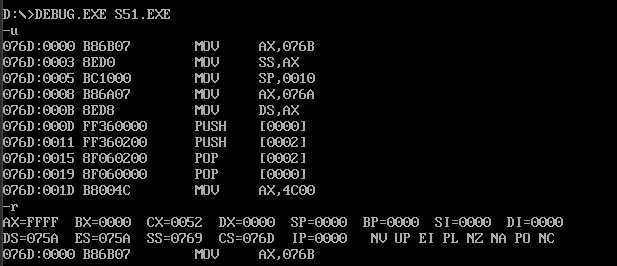 D:\>DEBUG.EXE S51.EXE
-u
076D:0000 B86B07        MOV     AX,076B
076D:0003 8ED0          MOV     SS,AX
076D:0005 BC1000        MOV     SP,0010
076D:0008 B86A07        MOV     AX,076A
076D:000B 8ED8          MOV     DS,AX
076D:000D FF360000      PUSH    [0000]
076D:0011 FF360200      PUSH    [0002]
076D:0015 8F060200      POP     [0002]
076D:0019 8F060000      POP     [0000]
076D:001D B8004C        MOV     AX,4C00
-r
AX=FFFF  BX=0000  CX=0052  DX=0000  SP=0000  BP=0000  SI=0000  DI=0000
DS=075A  ES=075A  SS=0769  CS=076D  IP=0000   NV UP EI PL NZ NA PO NC
076D:0000 B86B07        MOV     AX,076B